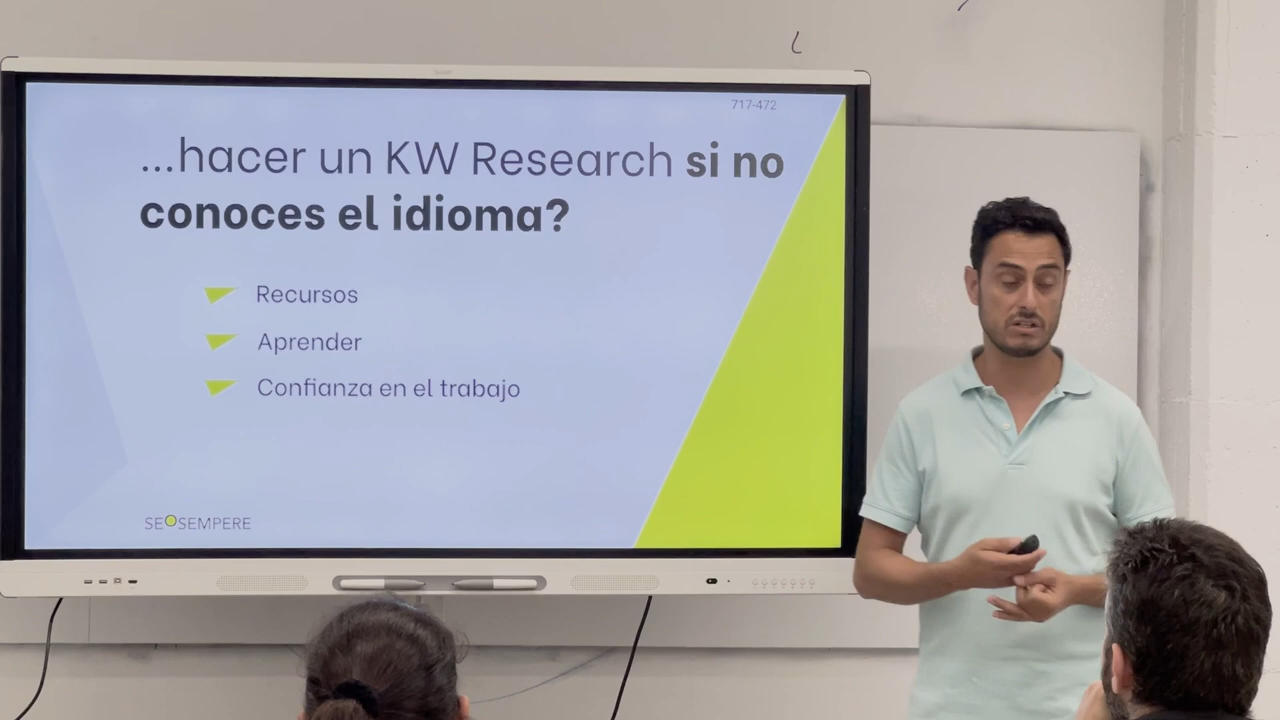 717-472
...hacer un KW Research si no
conoces el idioma?
Recursos
Aprender
Confianza en el trabajo
SEOSEMPERE